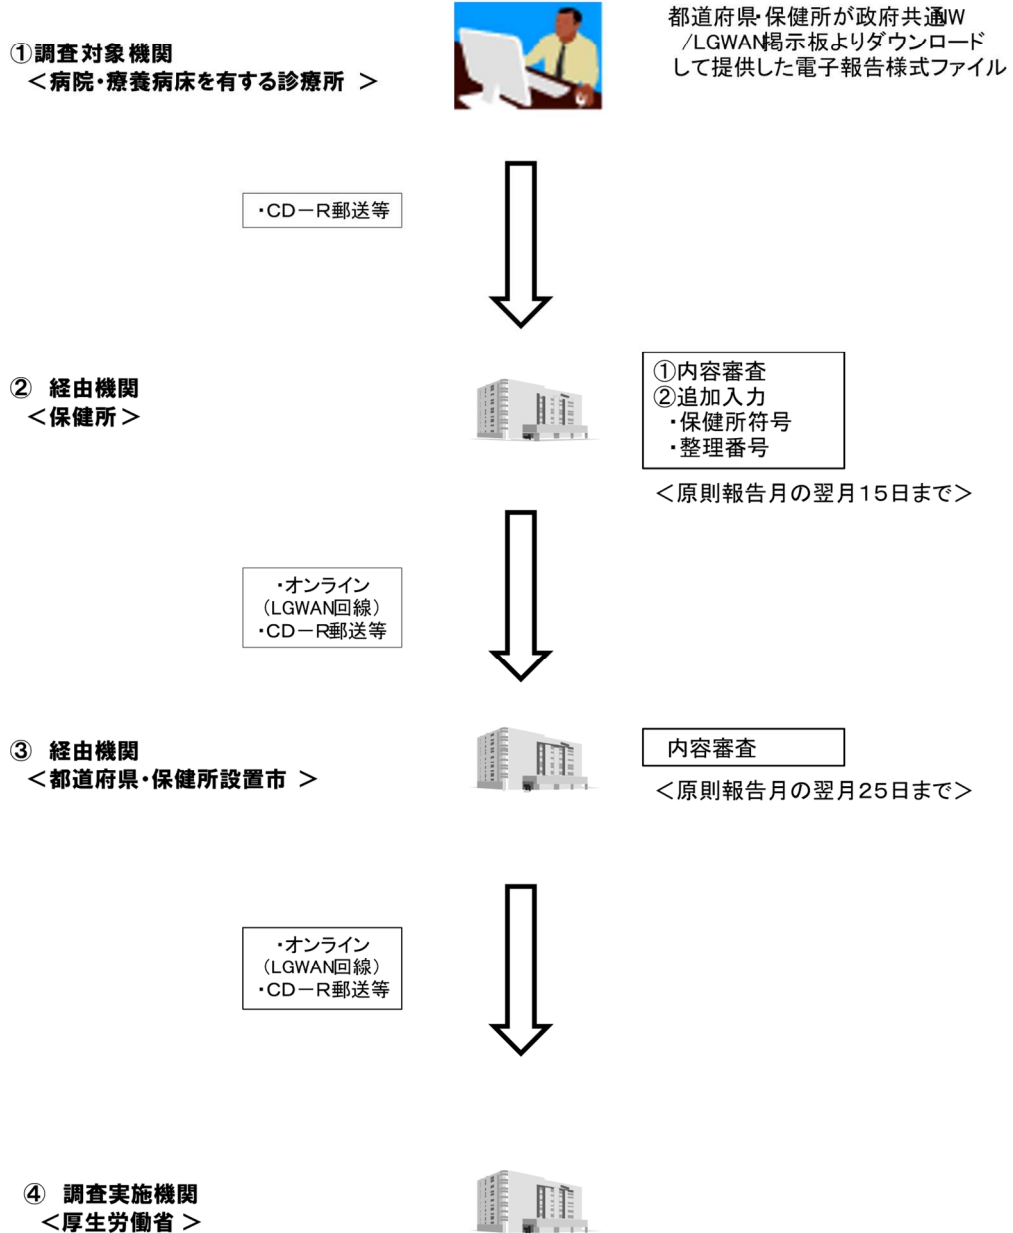 ①調査対象機関
＜病院・療養病床を有する診療所 ＞
都道府県・保健所が政府共通NW
/LGWAN掲示板よりダウンロード
して提供した電子報告様式ファイル
・CD－R郵送等
② 経由機関
＜保健所＞
①内容審査
②追加入力
・保健所符号
・整理番号
＜原則報告月の翌月15日まで＞
・オンライン
（LGWAN回線）
・CD－R郵送等
③ 経由機関
＜都道府県・保健所設置市 ＞
内容審査
＜原則報告月の翌月25日まで＞
・オンライン
（LGWAN回線）
・CD－R郵送等
④ 調査実施機関
＜厚生労働省 ＞